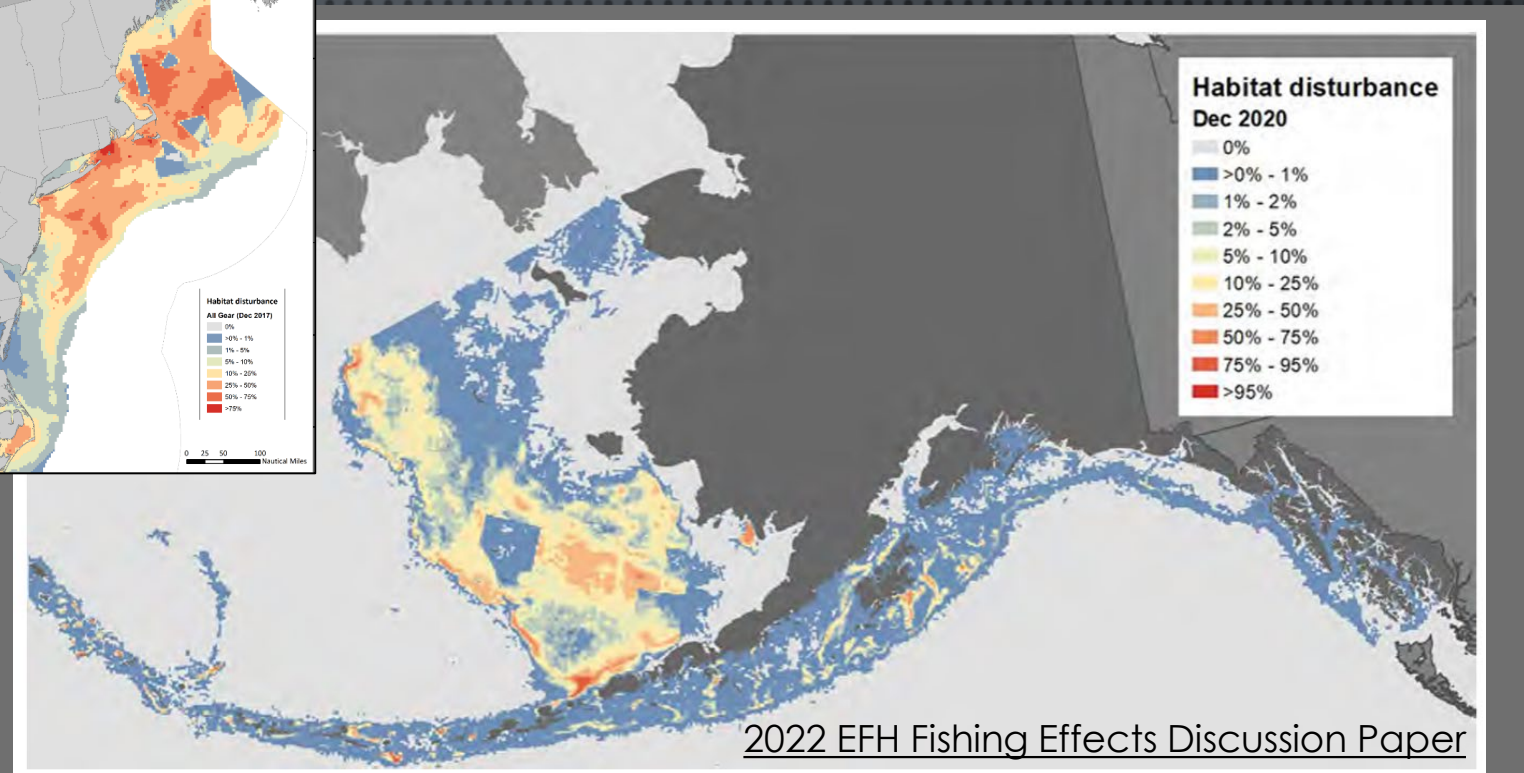 Habitat disturbance
All Gear (Dec 2017)
0%
>0% - 1%
1% - 5%
5% - 10%
10% - 25%
25% - 50%
50% - 75%
>75%
0 25 50 100
Nautical Miles
Habitat disturbance
Dec 2020
0%
>0% - 1%
1% - 2%
2% - 5%
5% - 10%
10% - 25%
25% - 50%
50% - 75%
75% - 95%
>95%
2022 EFH Fishing Effects Discussion Paper